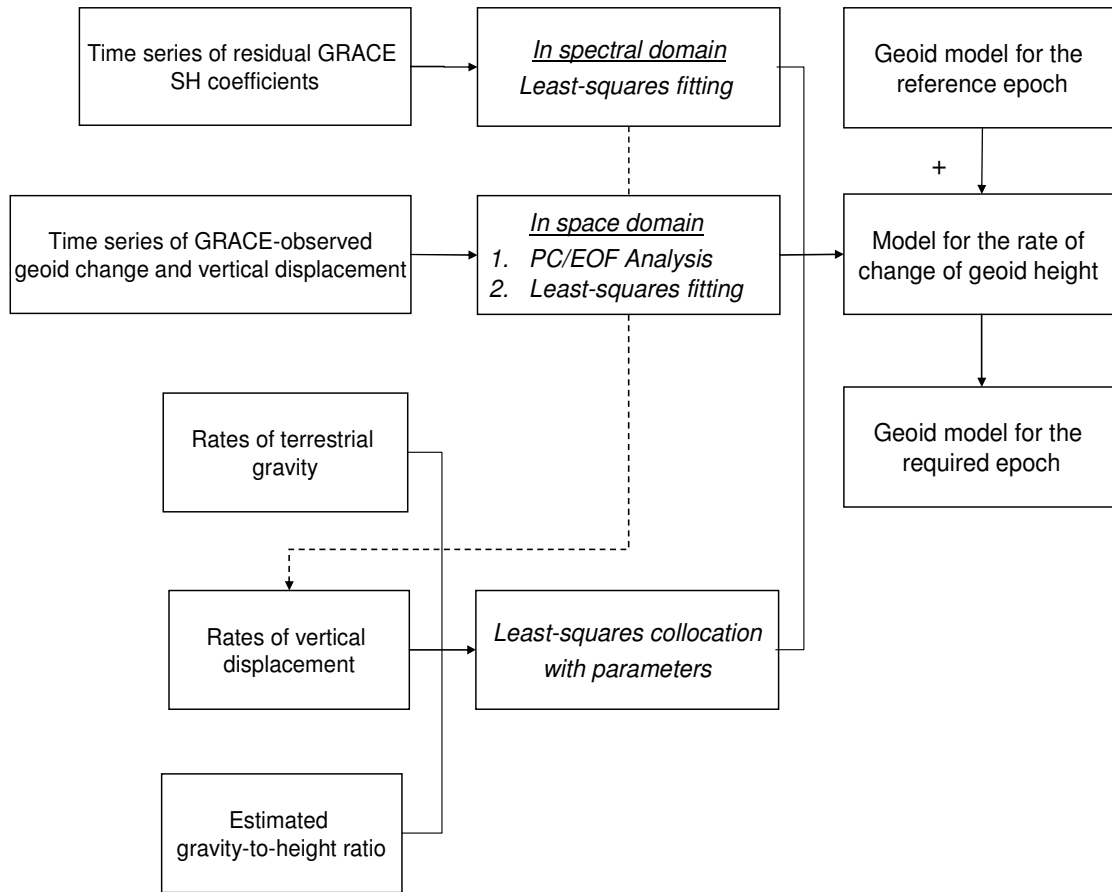 Time series of residual GRACE
SH coefficients
In spectral domain
Least-squares fitting
Geoid model for the
reference epoch
+
Time series of GRACE-observed
geoid change and vertical displacement
In space domain
1. PC/EOF Analysis
2. Least-squares fitting
Model for the rate of
change of geoid height
Rates of terrestrial
gravity
Geoid model for the
required epoch
Rates of vertical
displacement
Least-squares collocation
with parameters
Estimated
gravity-to-height ratio